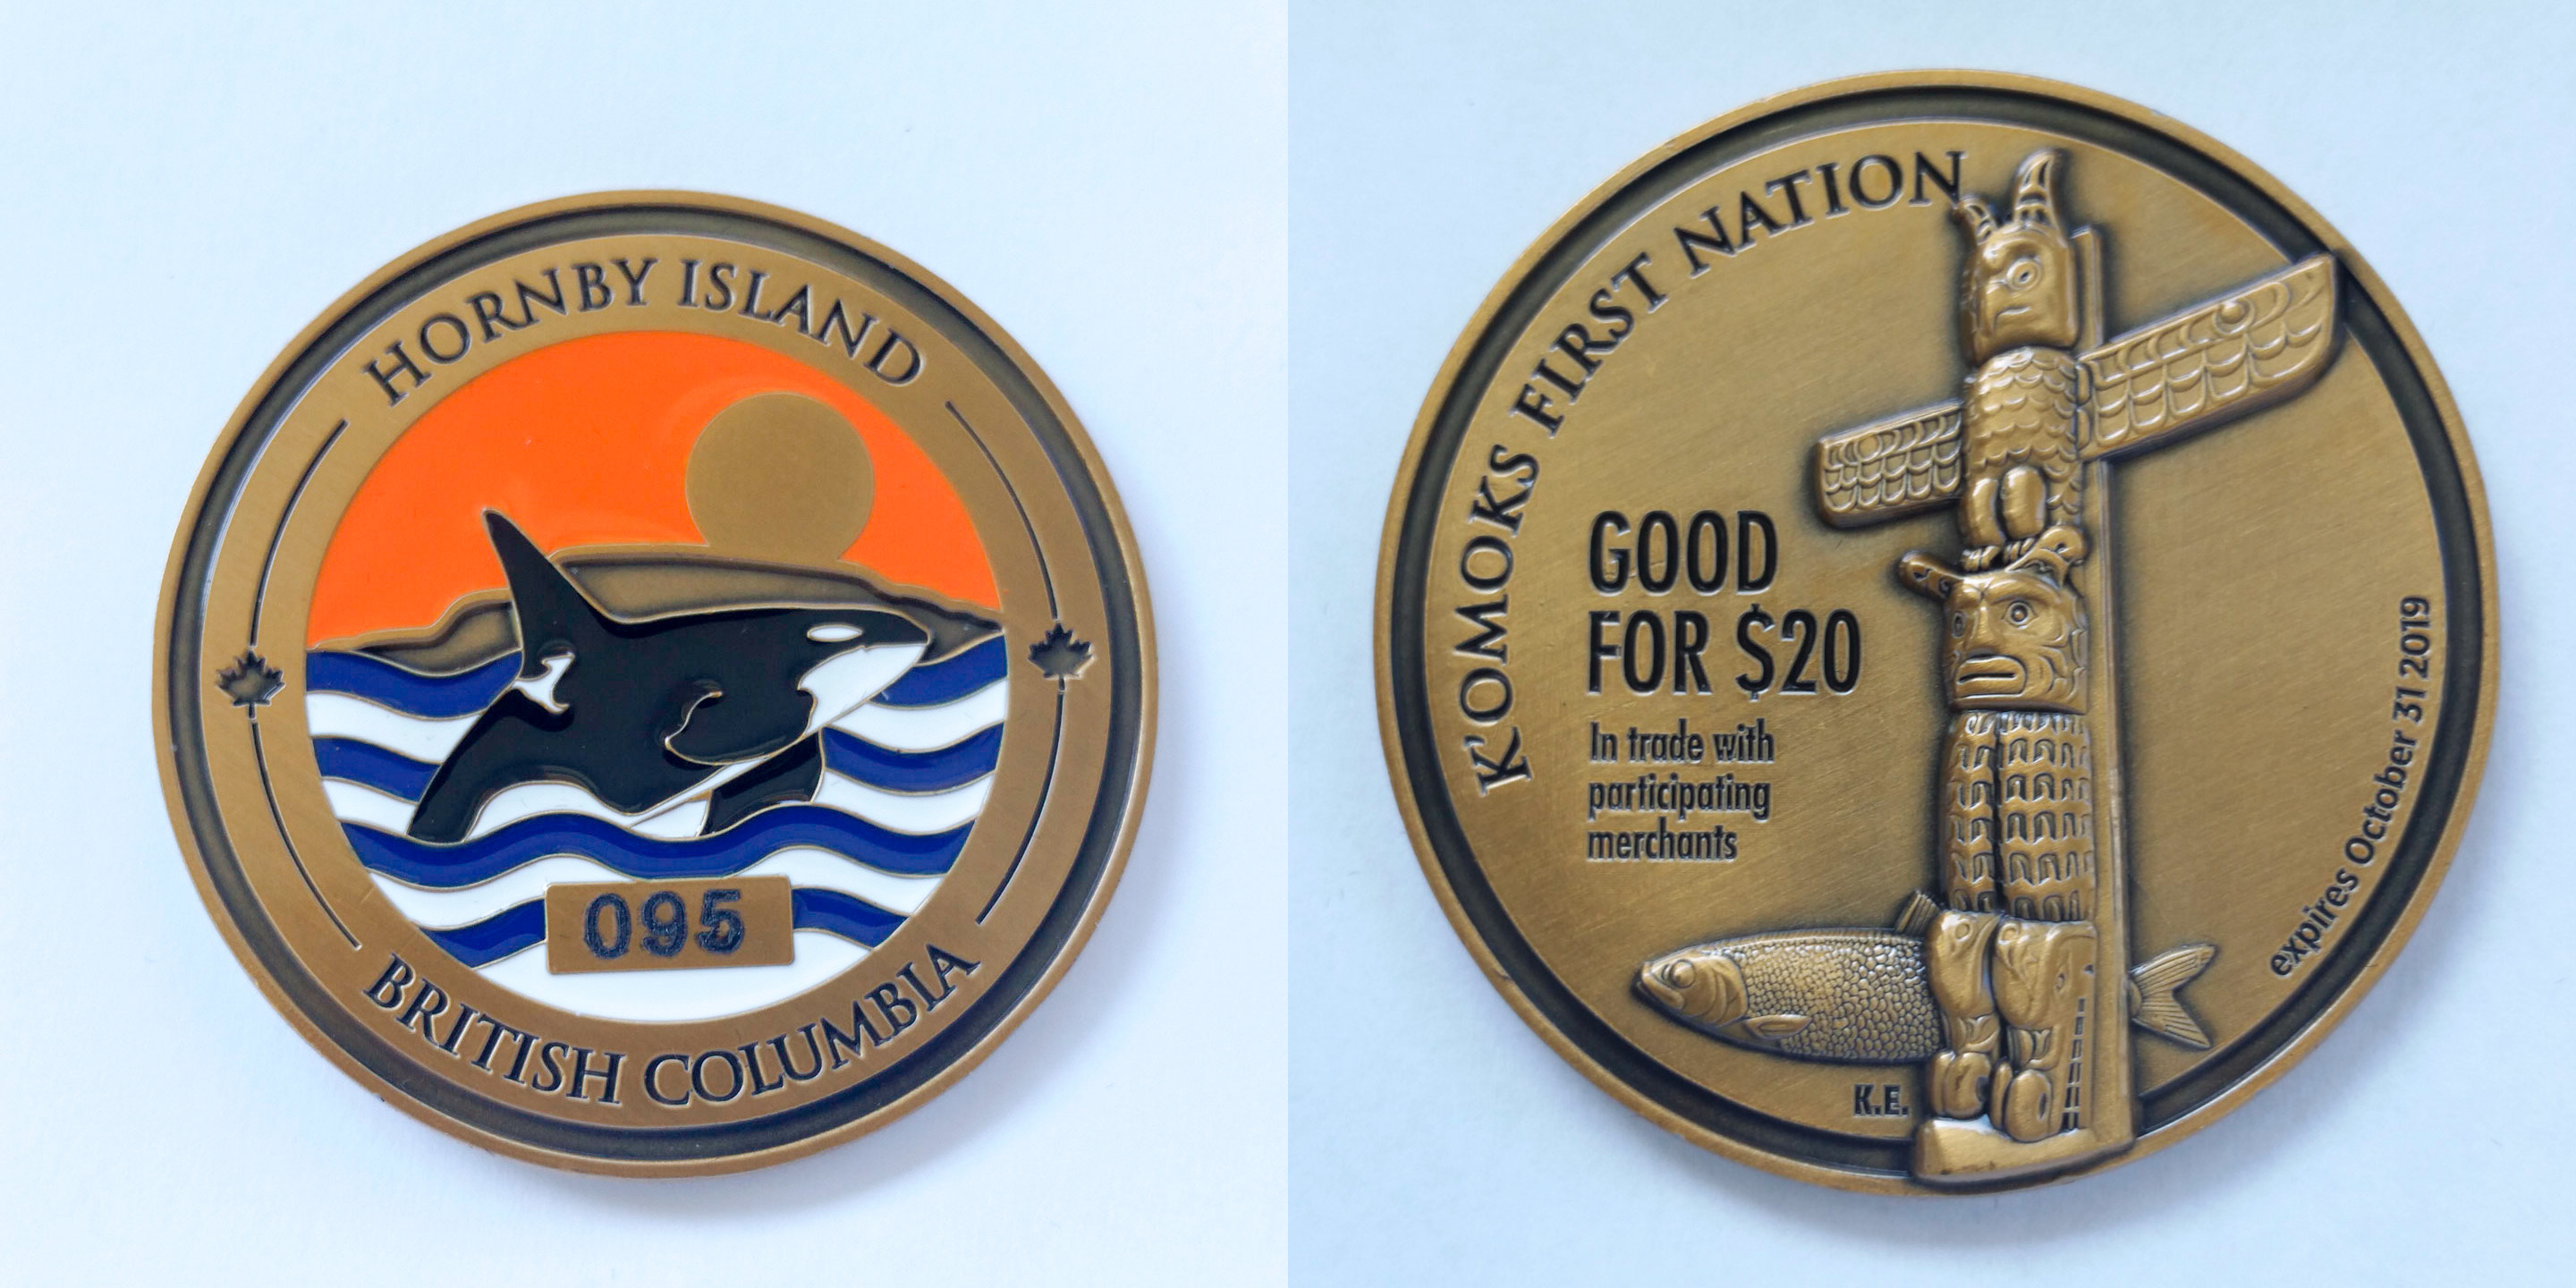 HORNBY ISLAND
095
BRITISH COLUMBIA
K'OMOKS FIRST NATION
GOOD
FOR $20
In trade with
participating
merchants
expires October 31 2019
K.E.